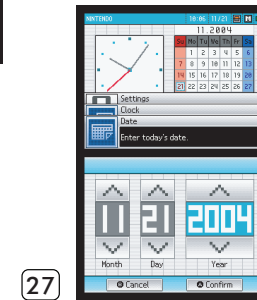 NINTENDO 10:06 11/21
11.2004
Su Mo Tu We Th Fr Sa
1 2 3 4 5 6
7 8 9 10 11 12 13
14 15 16 17 18 19 20
21 22 23 24 25 26 27
Settings
Clock
Date
Enter today's date.
11 21 2004
Month Day Year
Cancel Confirm
27